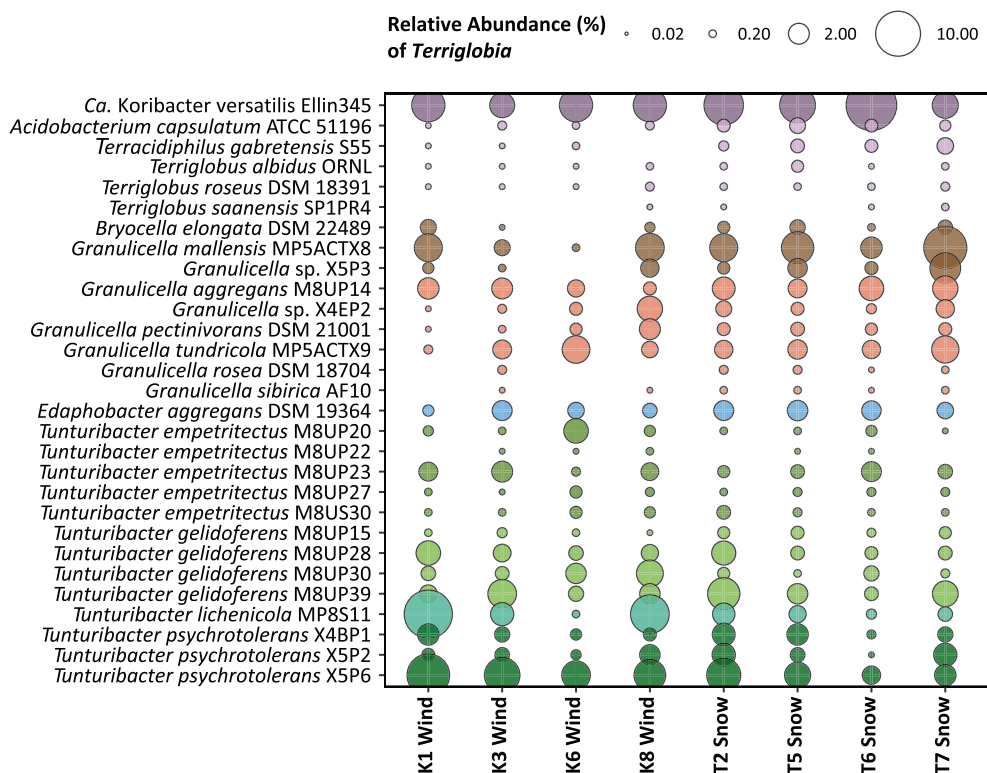 Relative Abundance (%)
of Terriglobia
0.02 0.20 2.00 10.00
Ca. Koribacter versatilis Ellin345
Acidobacterium capsulatum ATCC 51196
Terracidiphilus gabretensis S55
Terriglobus albidus ORNL
Terriglobus roseus DSM 18391
Terriglobus saanensis SP1PR4
Bryocella elongata DSM 22489
Granulicella mallensis MP5ACTX8
Granulicella sp. X5P3
Granulicella aggregans M8UP14
Granulicella sp. X4EP2
Granulicella pectinivorans DSM 21001
Granulicella tundricola MP5ACTX9
Granulicella rosea DSM 18704
Granulicella sibirica AF10
Edaphobacter aggregans DSM 19364
Tunturibacter empetritectus M8UP20
Tunturibacter empetritectus M8UP22
Tunturibacter empetritectus M8UP23
Tunturibacter empetritectus M8UP27
Tunturibacter empetritectus M8US30
Tunturibacter gelidoferens M8UP15
Tunturibacter gelidoferens M8UP28
Tunturibacter gelidoferens M8UP30
Tunturibacter gelidoferens M8UP39
Tunturibacter lichenicola MP8S11
Tunturibacter psychrotolerans X4BP1
Tunturibacter psychrotolerans X5P2
Tunturibacter psychrotolerans X5P6
K1 Wind
K3 Wind
K6 Wind
K8 Wind
T2 Snow
T5 Snow
T6 Snow
T7 Snow